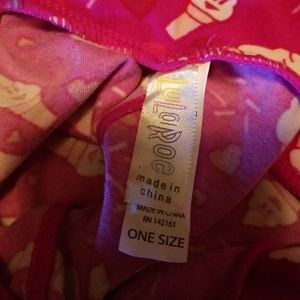 LuLaRoe
made in
china
MADE IN CHINA
RN 142161
ONE SIZE